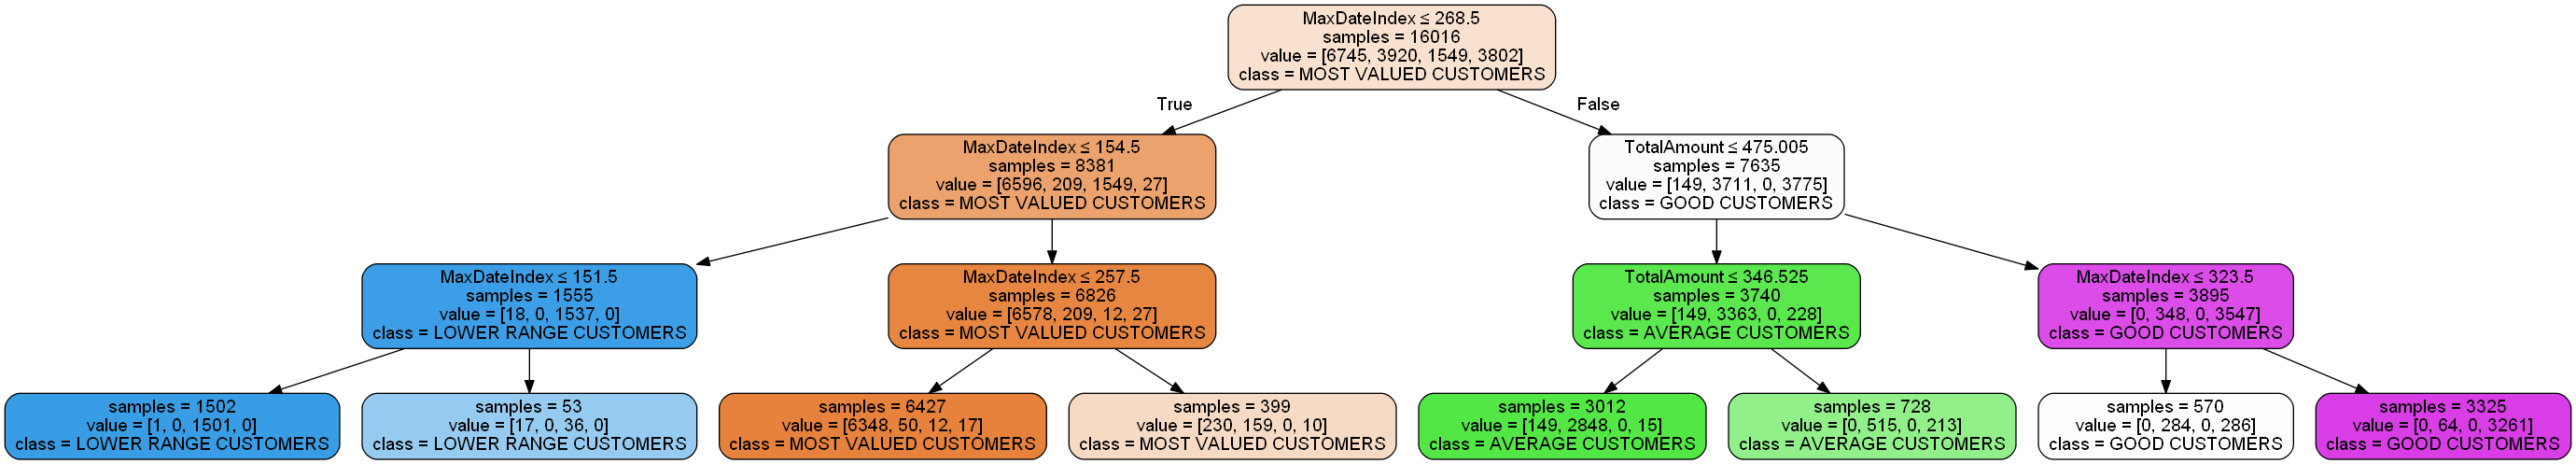 MaxDateIndex ≤ 268.5
samples = 16016
value = [6745, 3920, 1549, 3802]
class = MOST VALUED CUSTOMERS
True
False
MaxDateIndex ≤ 154.5
samples = 8381
value = [6596, 209, 1549, 27]
class = MOST VALUED CUSTOMERS
TotalAmount ≤ 475.005
samples = 7635
value = [149, 3711, 0, 3775]
class = GOOD CUSTOMERS
MaxDateIndex ≤ 151.5
samples = 1555
value = [18, 0, 1537, 0]
class = LOWER RANGE CUSTOMERS
MaxDateIndex ≤ 257.5
samples = 6826
value = [6578, 209, 12, 27]
class = MOST VALUED CUSTOMERS
TotalAmount ≤ 346.525
samples = 3740
value = [149, 3363, 0, 228]
class = AVERAGE CUSTOMERS
MaxDateIndex ≤ 323.5
samples = 3895
value = [0, 348, 0, 3547]
class = GOOD CUSTOMERS
samples = 1502
value = [1, 0, 1501, 0]
class = LOWER RANGE CUSTOMERS
samples = 53
value = [17, 0, 36, 0]
class = LOWER RANGE CUSTOMERS
samples = 6427
value = [6348, 50, 12, 17]
class = MOST VALUED CUSTOMERS
samples = 399
value = [230, 159, 0, 10]
class = MOST VALUED CUSTOMERS
samples = 3012
value = [149, 2848, 0, 15]
class = AVERAGE CUSTOMERS
samples = 728
value = [0, 515, 0, 213]
class = AVERAGE CUSTOMERS
samples = 570
value = [0, 284, 0, 286]
class = GOOD CUSTOMERS
samples = 3325
value = [0, 64, 0, 3261]
class = GOOD CUSTOMERS